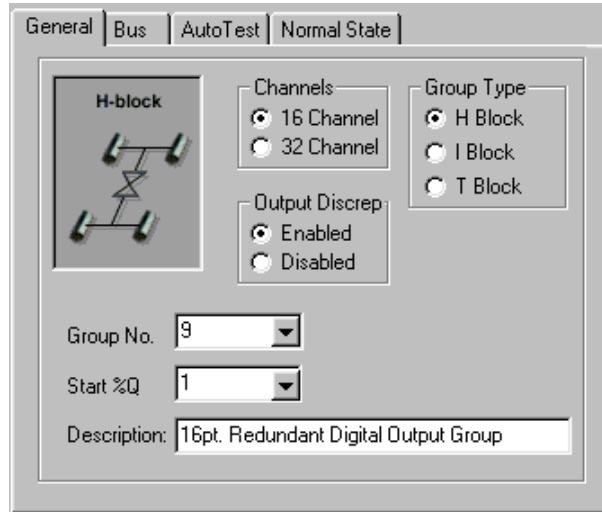 General Bus AutoTest Normal State
H-block
Channels
16 Channel
32 Channel
Group Type
H Block
I Block
T Block
Output Discrep
Enabled
Disabled
Group No. 9
Start %Q 1
Description: 16pt. Redundant Digital Output Group